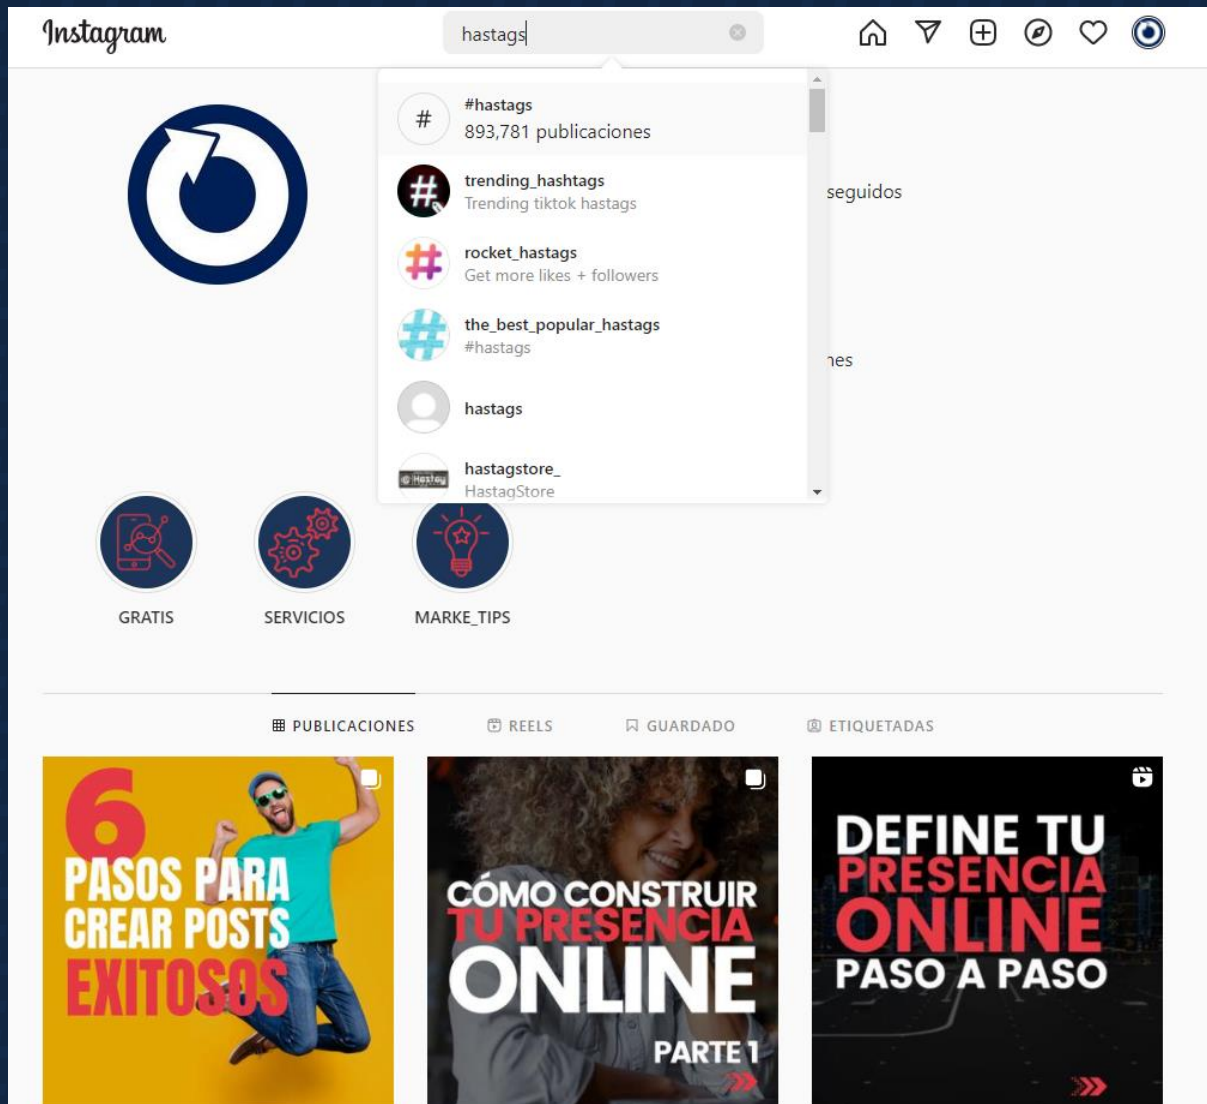 Instagram
hastags
#hastags
893,781 publicaciones
trending_hashtags
Trending tiktok hastags
rocket_hastags
Get more likes + followers
the_best_popular_hastags
#hastags
hastags
hastagstore_
HastagStore
seguidos
nes
GRATIS
SERVICIOS
MARKE_TIPS
PUBLICACIONES
REELS
GUARDADO
ETIQUETADAS
6
PASOS PARA
CREAR POSTS
EXITOSOS
CÓMO CONSTRUIR
TU PRESENCIA
ONLINE
PARTE 1
DEFINE TU
PRESENCIA
ONLINE
PASO A PASO